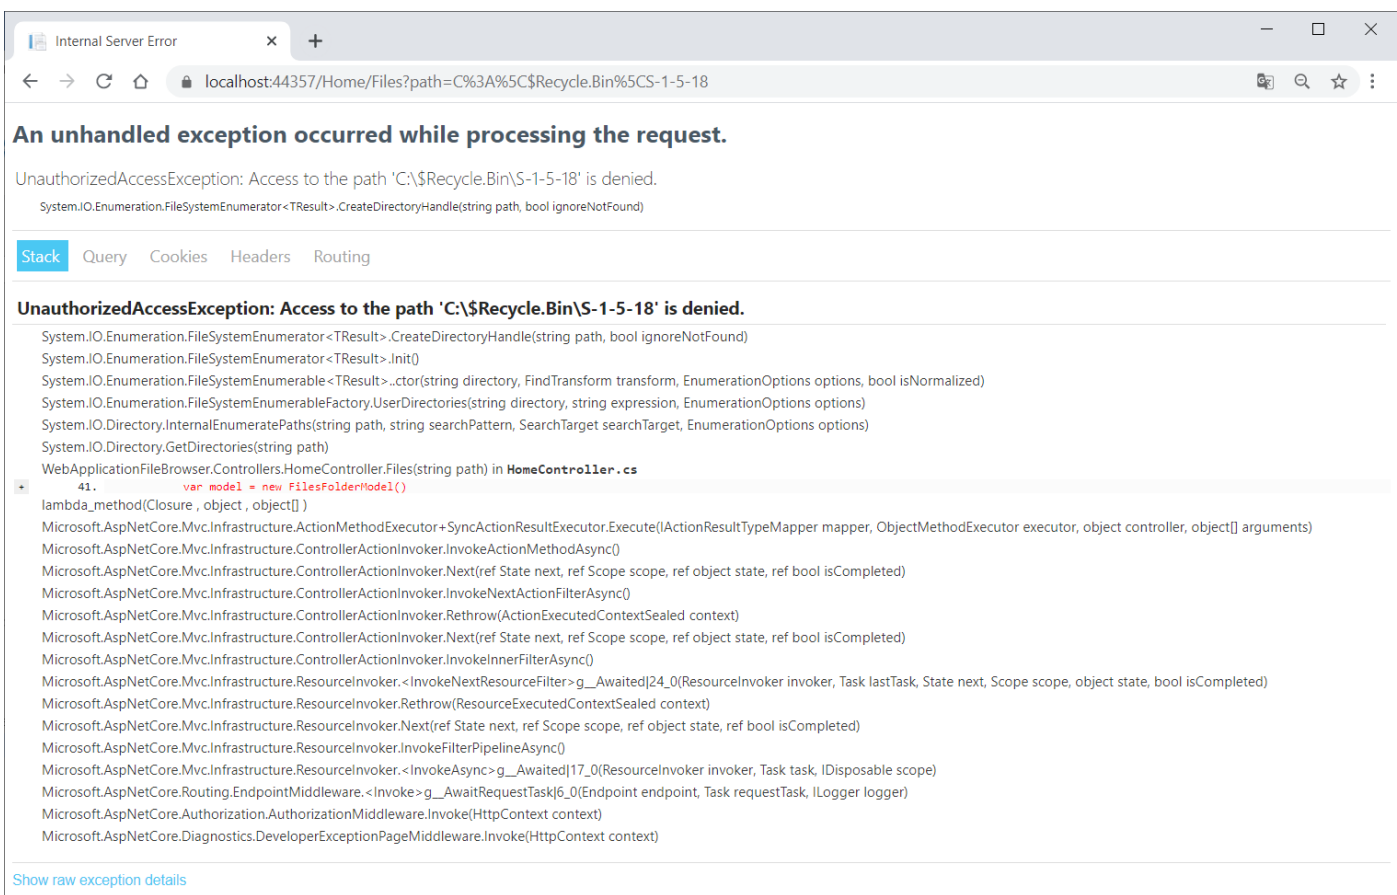 Internal Server Error
localhost:44357/Home/Files?path=C%3A%5C$Recycle.Bin%5CS-1-5-18
An unhandled exception occurred while processing the request.
UnauthorizedAccessException: Access to the path 'C:\$Recycle.Bin\S-1-5-18' is denied.
System.IO.Enumeration.FileSystemEnumerator<TResult>.CreateDirectoryHandle(string path, bool ignoreNotFound)
Stack Query Cookies Headers Routing
UnauthorizedAccessException: Access to the path 'C:\$Recycle.Bin\S-1-5-18' is denied.
System.IO.Enumeration.FileSystemEnumerator<TResult>.CreateDirectoryHandle(string path, bool ignoreNotFound)
System.IO.Enumeration.FileSystemEnumerator<TResult>.Init()
System.IO.Enumeration.FileSystemEnumerable<TResult>..ctor(string directory, FindTransform transform, EnumerationOptions options, bool isNormalized)
System.IO.Enumeration.FileSystemEnumerableFactory.UserDirectories(string directory, string expression, EnumerationOptions options)
System.IO.Directory.InternalEnumeratePaths(string path, string searchPattern, SearchTarget searchTarget, EnumerationOptions options)
System.IO.Directory.GetDirectories(string path)
WebApplicationFileBrowser.Controllers.HomeController.Files(string path) in HomeController.cs
+ 41. var model = new FilesFolderModel()
lambda_method(Closure , object , object[] )
Microsoft.AspNetCore.Mvc.Infrastructure.ActionMethodExecutor+SyncActionResultExecutor.Execute(IActionResultTypeMapper mapper, ObjectMethodExecutor executor, object controller, object[] arguments)
Microsoft.AspNetCore.Mvc.Infrastructure.ControllerActionInvoker.InvokeActionMethodAsync()
Microsoft.AspNetCore.Mvc.Infrastructure.ControllerActionInvoker.Next(ref State next, ref Scope scope, ref object state, ref bool isCompleted)
Microsoft.AspNetCore.Mvc.Infrastructure.ControllerActionInvoker.InvokeNextActionFilterAsync()
Microsoft.AspNetCore.Mvc.Infrastructure.ControllerActionInvoker.Rethrow(ActionExecutedContextSealed context)
Microsoft.AspNetCore.Mvc.Infrastructure.ControllerActionInvoker.Next(ref State next, ref Scope scope, ref object state, ref bool isCompleted)
Microsoft.AspNetCore.Mvc.Infrastructure.ControllerActionInvoker.InvokeInnerFilterAsync()
Microsoft.AspNetCore.Mvc.Infrastructure.ResourceInvoker.<InvokeNextResourceFilter>g__Awaited|24_0(ResourceInvoker invoker, Task lastTask, State next, Scope scope, object state, bool isCompleted)
Microsoft.AspNetCore.Mvc.Infrastructure.ResourceInvoker.Rethrow(ResourceExecutedContextSealed context)
Microsoft.AspNetCore.Mvc.Infrastructure.ResourceInvoker.Next(ref State next, ref Scope scope, ref object state, ref bool isCompleted)
Microsoft.AspNetCore.Mvc.Infrastructure.ResourceInvoker.InvokeFilterPipelineAsync()
Microsoft.AspNetCore.Mvc.Infrastructure.ResourceInvoker.<InvokeAsync>g__Awaited|17_0(ResourceInvoker invoker, Task task, IDisposable scope)
Microsoft.AspNetCore.Routing.EndpointMiddleware.<Invoke>g__AwaitRequestTask|6_0(Endpoint endpoint, Task requestTask, ILogger logger)
Microsoft.AspNetCore.Authorization.AuthorizationMiddleware.Invoke(HttpContext context)
Microsoft.AspNetCore.Diagnostics.DeveloperExceptionPageMiddleware.Invoke(HttpContext context)
Show raw exception details